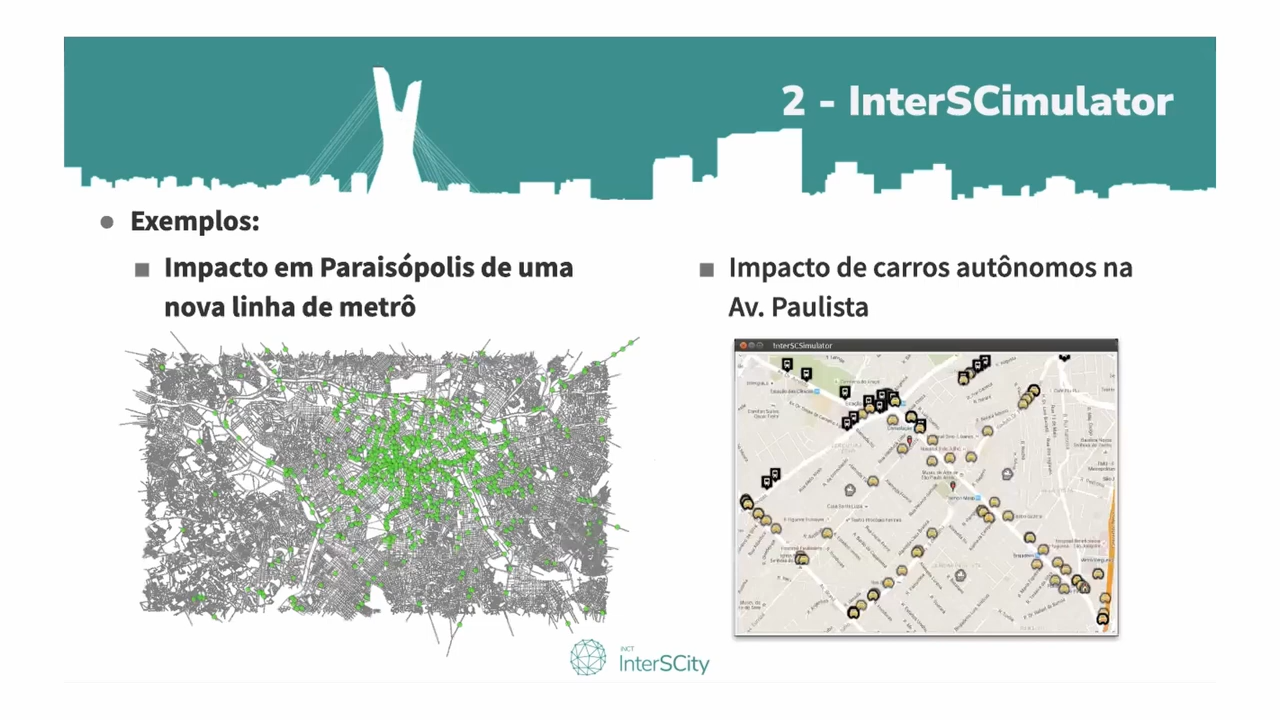 2 - InterSCimulator
● Exemplos:
■ Impacto em Paraisópolis de uma
nova linha de metrô
■ Impacto de carros autônomos na
Av. Paulista
InterSCSimulator
INCT
InterSCity